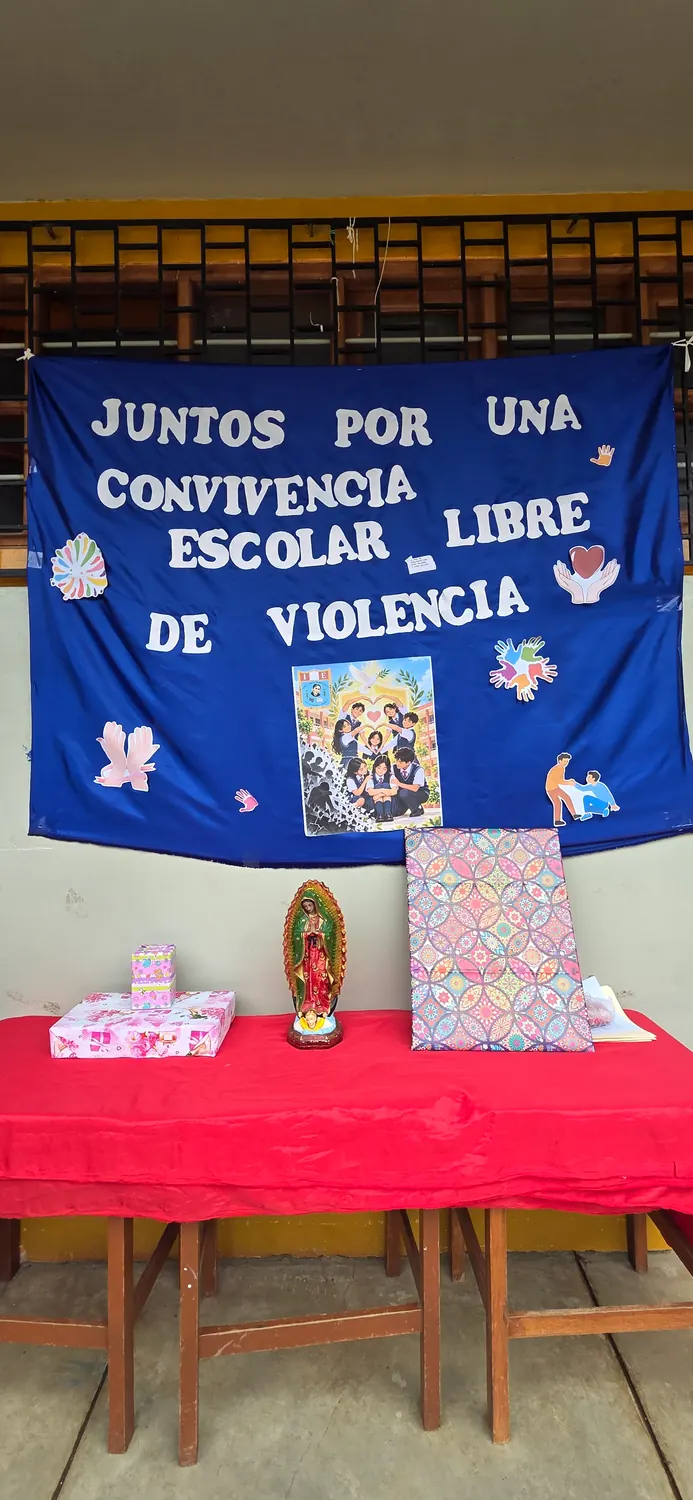 JUNTOS POR UNA
CONVIVENCIA
ESCOLAR LIBRE
DE VIOLENCIA
I E